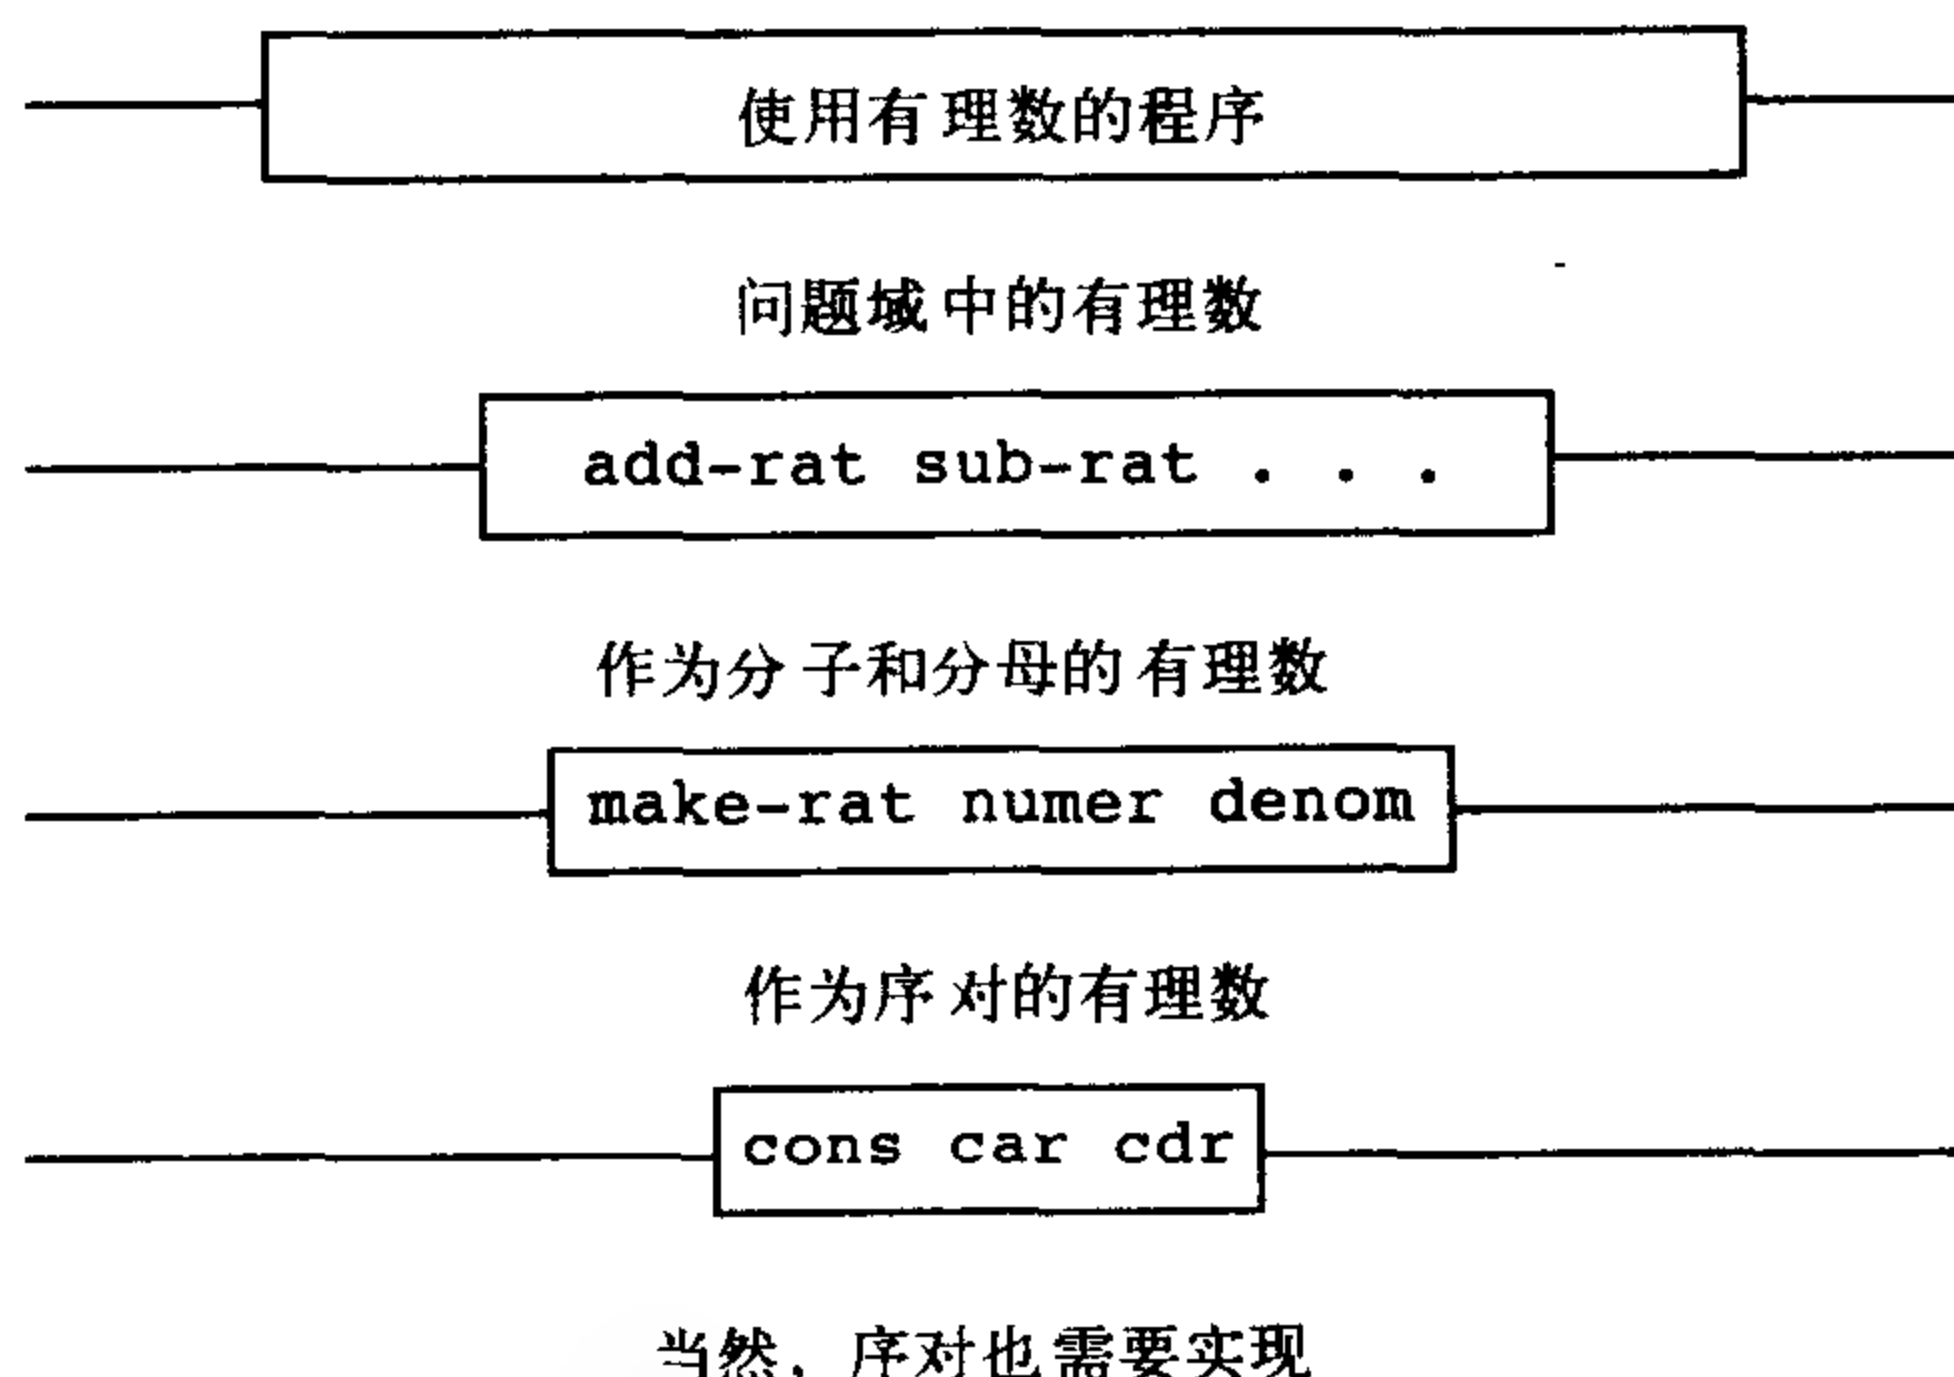 使用有理数的程序
问题域中的有理数
add-rat sub-rat . . .
作为分子和分母的有理数
make-rat numer denom
作为序对的有理数
cons car cdr
当然，序对也需要实现